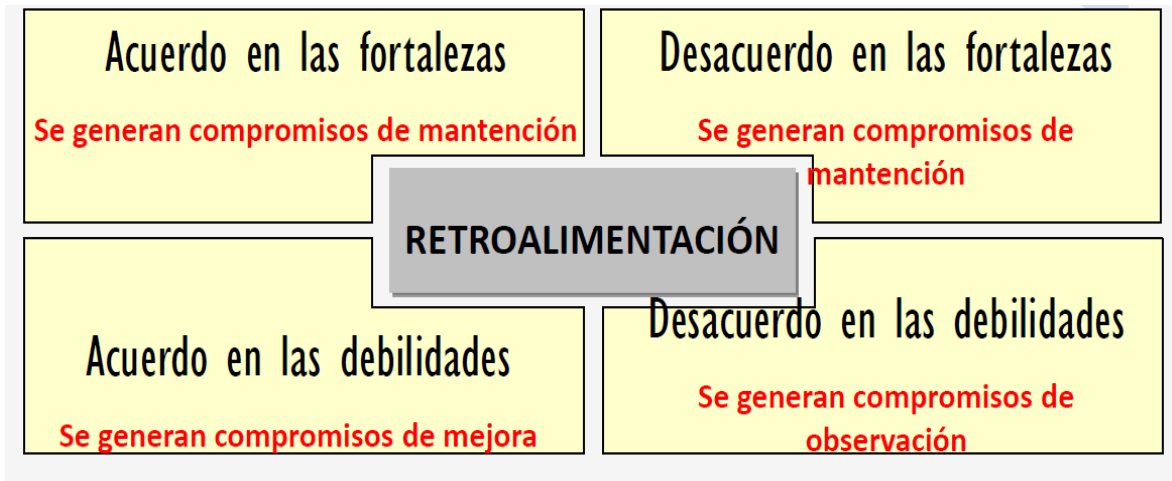 Acuerdo en las fortalezas
Se generan compromisos de mantención
Desacuerdo en las fortalezas
Se generan compromisos de
mantención
RETROALIMENTACIÓN
Acuerdo en las debilidades
Se generan compromisos de mejora
Desacuerdo en las debilidades
Se generan compromisos de
observación